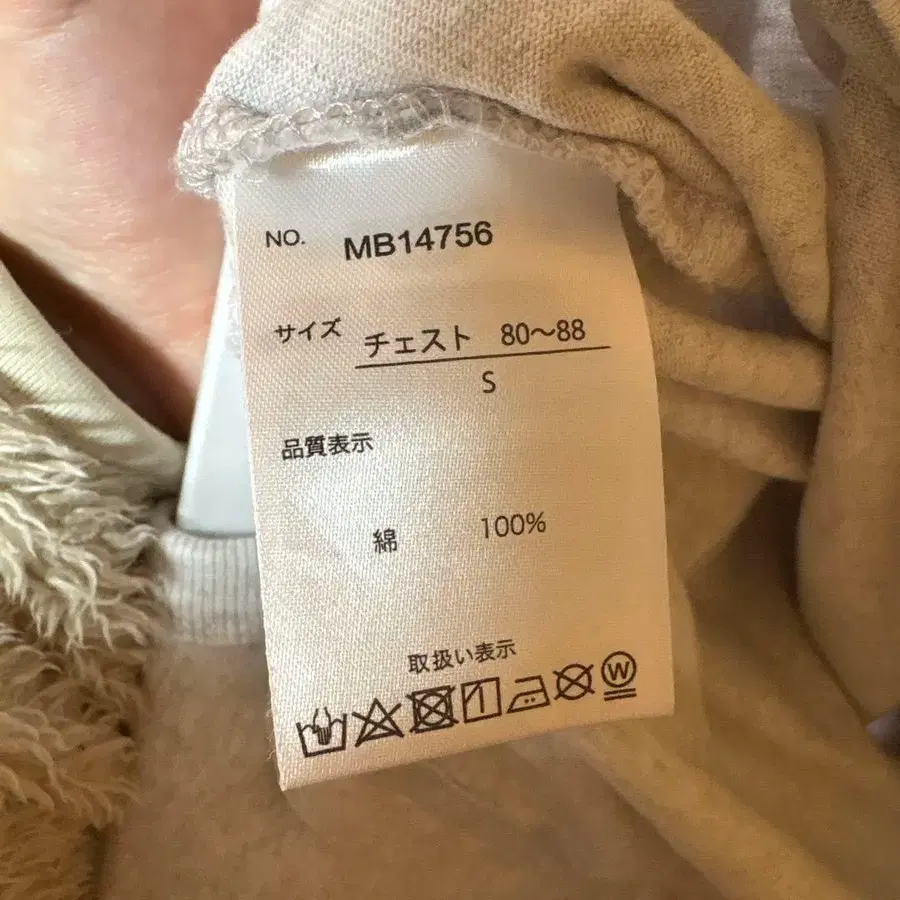 NO. MB14756
サイズ チェスト 80～88
S
品質表示
綿 100%
取扱い表示
W